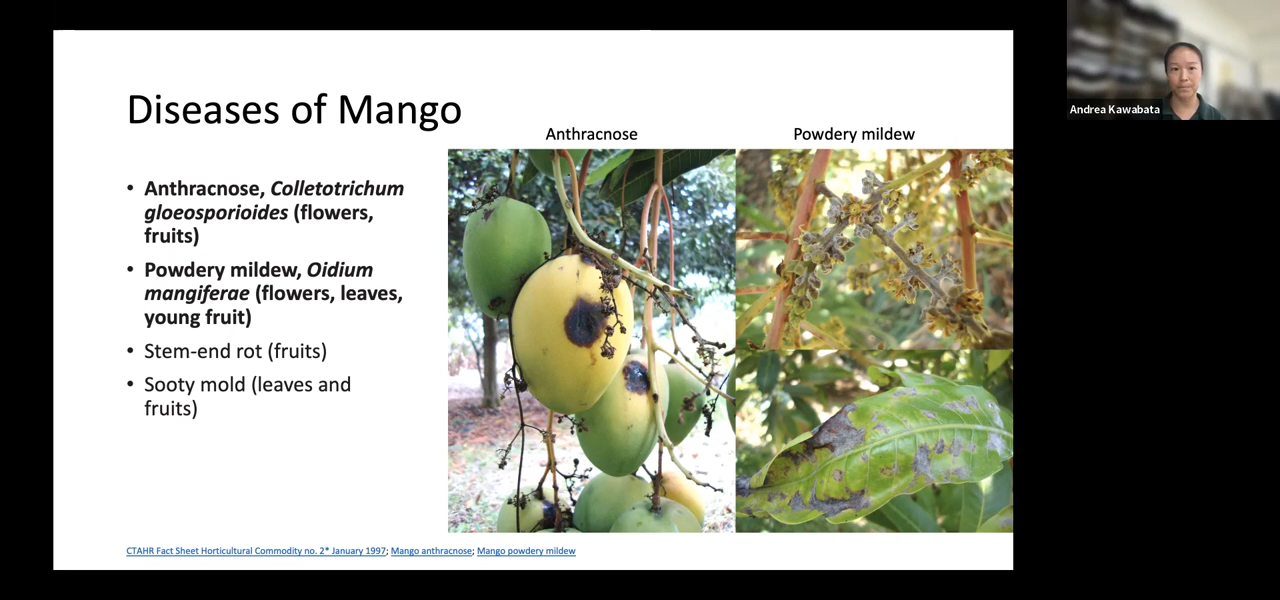 Diseases of Mango
Anthracnose
Powdery mildew
• Anthracnose, Colletotrichum
gloeosporioides (flowers,
fruits)
• Powdery mildew, Oidium
mangiferae (flowers, leaves,
young fruit)
• Stem-end rot (fruits)
• Sooty mold (leaves and
fruits)
CTAHR Fact Sheet Horticultural Commodity no. 2* January 1997; Mango anthracnose; Mango powdery mildew
Andrea Kawabata